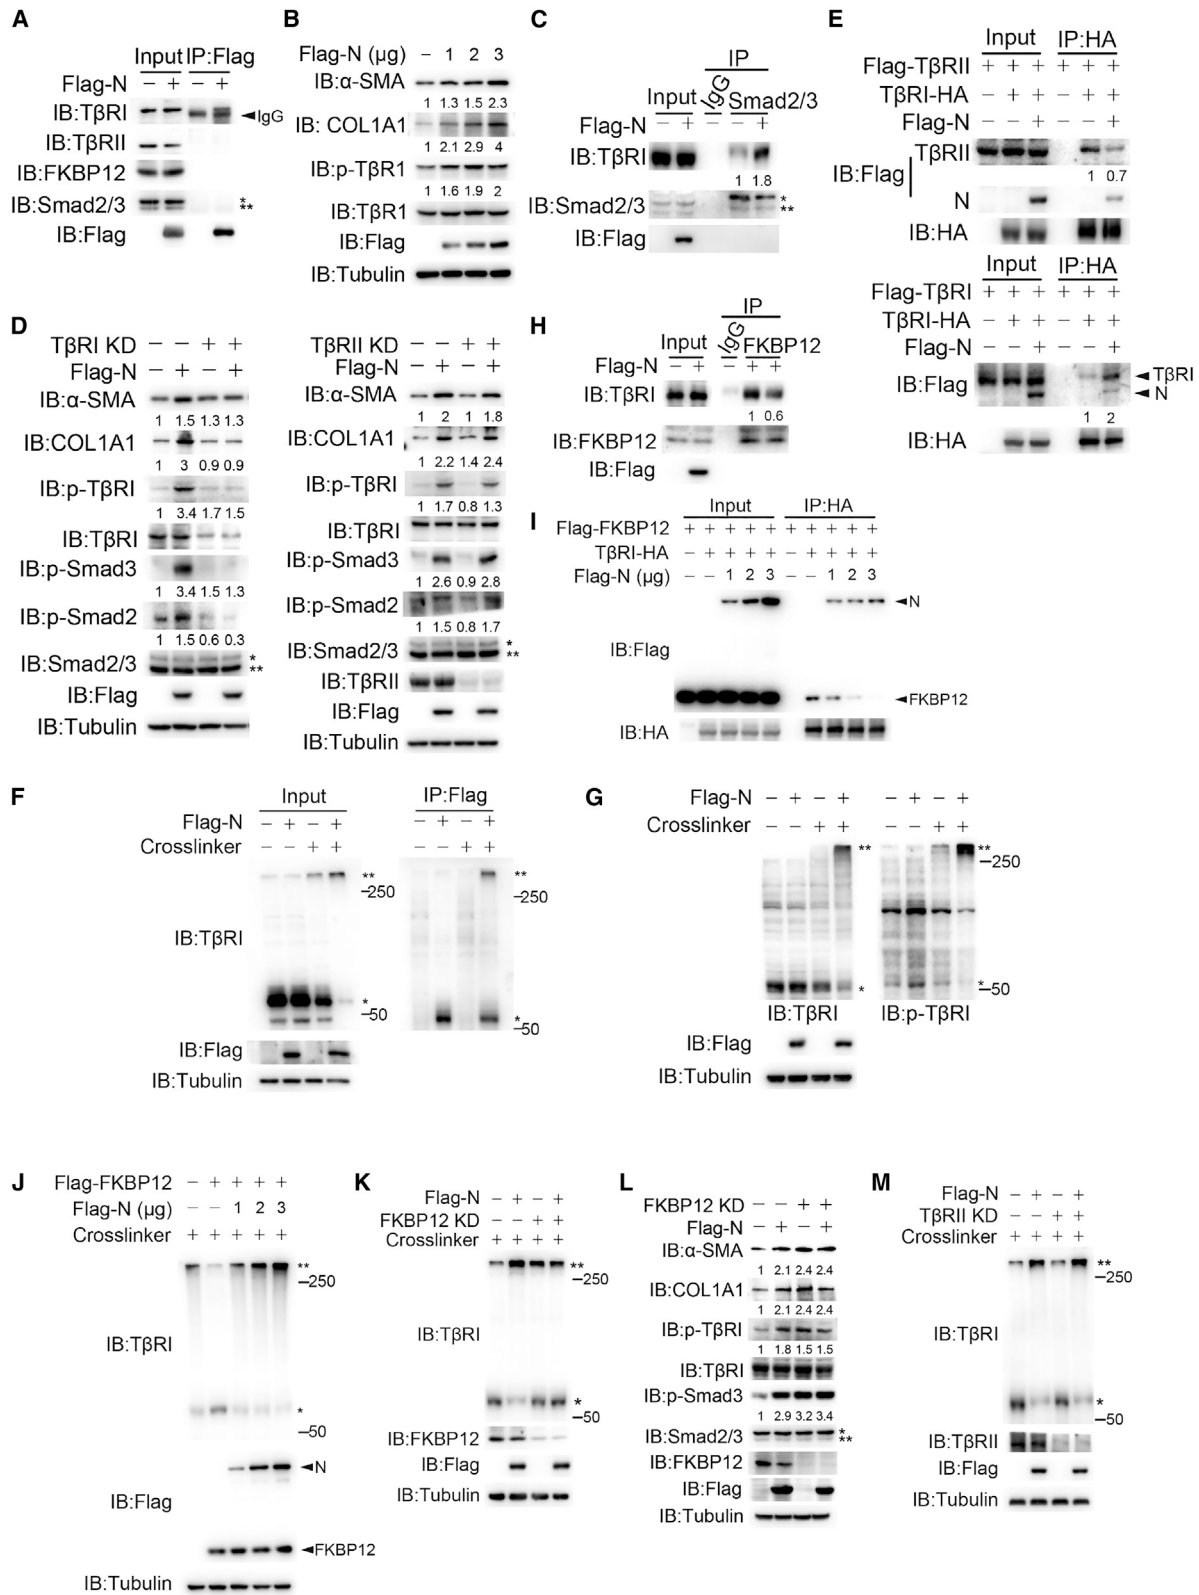 A
Input IP:Flag
Flag-N − + − +
IB:TβRI ◄IgG
IB:TβRII
IB:FKBP12
IB:Smad2/3 *
**
IB:Flag
B
Flag-N (μg) − 1 2 3
IB:α-SMA
1 1.3 1.5 2.3
IB: COL1A1
1 2.1 2.9 4
IB:p-TβR1
1 1.6 1.9 2
IB:TβR1
IB:Flag
IB:Tubulin
C
IP
Input IgG Smad2/3
Flag-N − + − − +
IB:TβRI
1 1.8
IB:Smad2/3 *
**
IB:Flag
E
Input IP:HA
Flag-TβRII + + + + + +
TβRI-HA − + + − + +
Flag-N − − + − − +
TβRII
IB:Flag
1 0.7
N
IB:HA
Input IP:HA
Flag-TβRI + + + + + +
TβRI-HA − + + − + +
Flag-N − − + − − +
IB:Flag ◄TβRI
◄N
1 2
IB:HA
D
TβRI KD − − + +
Flag-N − + − +
IB:α-SMA
1 1.5 1.3 1.3
IB:COL1A1
1 3 0.9 0.9
IB:p-TβRI
1 3.4 1.7 1.5
IB:TβRI
IB:p-Smad3
1 3.4 1.5 1.3
IB:p-Smad2
1 1.5 0.6 0.3
IB:Smad2/3 *
**
IB:Flag
IB:Tubulin
TβRII KD − − + +
Flag-N − + − +
IB:α-SMA
1 2 1 1.8
IB:COL1A1
1 2.2 1.4 2.4
IB:p-TβRI
1 1.7 0.8 1.3
IB:TβRI
IB:p-Smad3
1 2.6 0.9 2.8
IB:p-Smad2
1 1.5 0.8 1.7
IB:Smad2/3 *
**
IB:TβRII
IB:Flag
IB:Tubulin
H
IP
Input IgG FKBP12
Flag-N − + − − +
IB:TβRI
1 0.6
IB:FKBP12
IB:Flag
I
Input IP:HA
Flag-FKBP12 + + + + + + + + + +
TβRI-HA − + + + + − + + + +
Flag-N (μg) − − 1 2 3 − − 1 2 3
◄N
IB:Flag
◄FKBP12
IB:HA
F
Input IP:Flag
Flag-N − + − + − + − +
Crosslinker − − + + − − + +
** **
−250 −250
IB:TβRI
* *
−50 −50
IB:Flag
IB:Tubulin
G
Flag-N − + − + − + − +
Crosslinker − − + + − − + +
** **
−250
* *
−50
IB:TβRI IB:p-TβRI
IB:Flag
IB:Tubulin
J
Flag-FKBP12 − + + + +
Flag-N (μg) − − 1 2 3
Crosslinker + + + + +
**
−250
IB:TβRI
*
−50
◄N
IB:Flag
◄FKBP12
IB:Tubulin
K
Flag-N − + − +
FKBP12 KD − − + +
Crosslinker + + + +
**
−250
IB:TβRI
*
−50
IB:FKBP12
IB:Flag
IB:Tubulin
L
FKBP12 KD − − + +
Flag-N − + − +
IB:α-SMA
1 2.1 2.4 2.4
IB:COL1A1
1 2.1 2.4 2.4
IB:p-TβRI
1 1.8 1.5 1.5
IB:TβRI
IB:p-Smad3
1 2.9 3.2 3.4
IB:Smad2/3 *
**
IB:FKBP12
IB:Flag
IB:Tubulin
M
Flag-N − + − +
TβRII KD − − + +
Crosslinker + + + +
**
−250
IB:TβRI
*
−50
IB:TβRII
IB:Flag
IB:Tubulin